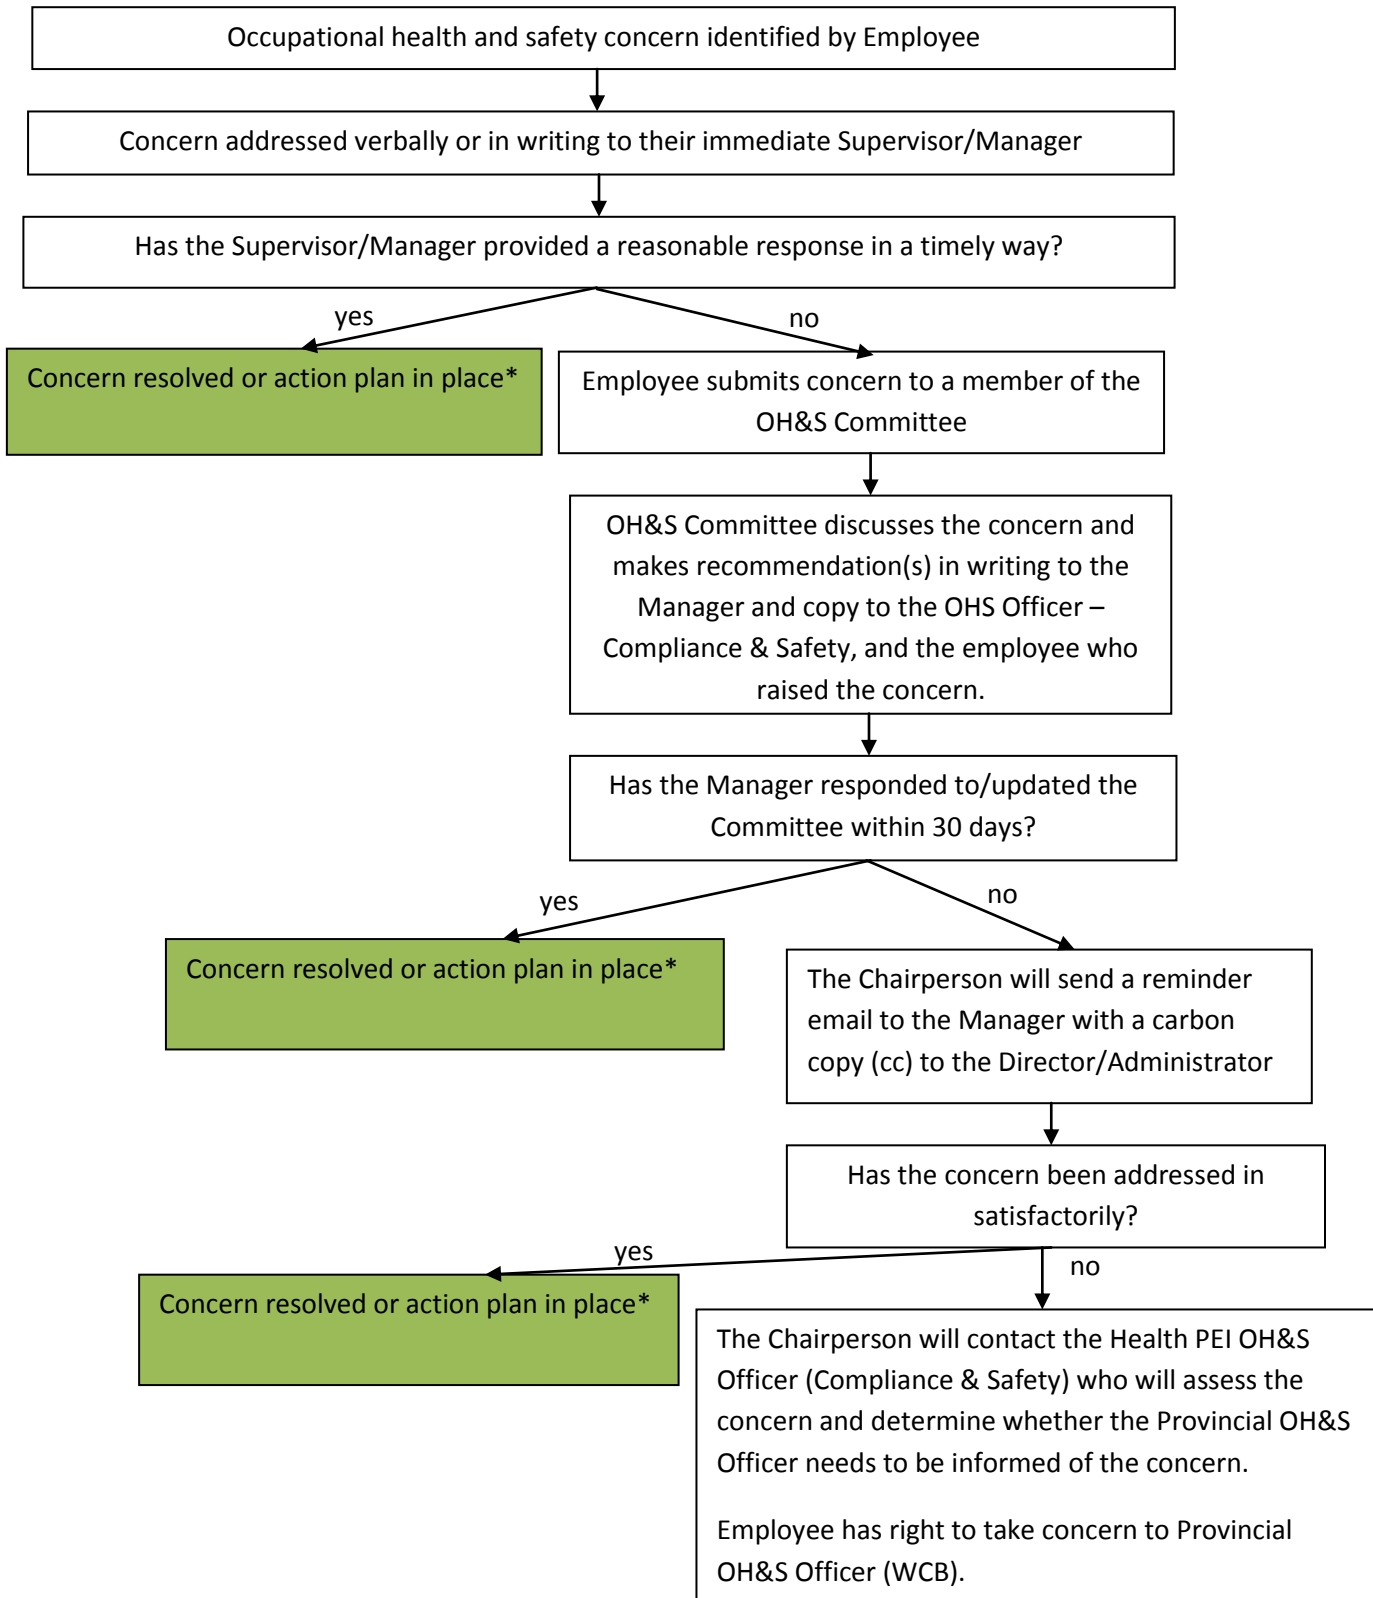 Occupational health and safety concern identified by Employee
Concern addressed verbally or in writing to their immediate Supervisor/Manager
Has the Supervisor/Manager provided a reasonable response in a timely way?
yes
no
Concern resolved or action plan in place*
Employee submits concern to a member of the
OH&S Committee
OH&S Committee discusses the concern and
makes recommendation(s) in writing to the
Manager and copy to the OHS Officer –
Compliance & Safety, and the employee who
raised the concern.
Has the Manager responded to/updated the
Committee within 30 days?
yes
no
Concern resolved or action plan in place*
The Chairperson will send a reminder
email to the Manager with a carbon
copy (cc) to the Director/Administrator
Has the concern been addressed in
satisfactorily?
yes
no
Concern resolved or action plan in place*
The Chairperson will contact the Health PEI OH&S
Officer (Compliance & Safety) who will assess the
concern and determine whether the Provincial OH&S
Officer needs to be informed of the concern.
Employee has right to take concern to Provincial
OH&S Officer (WCB).